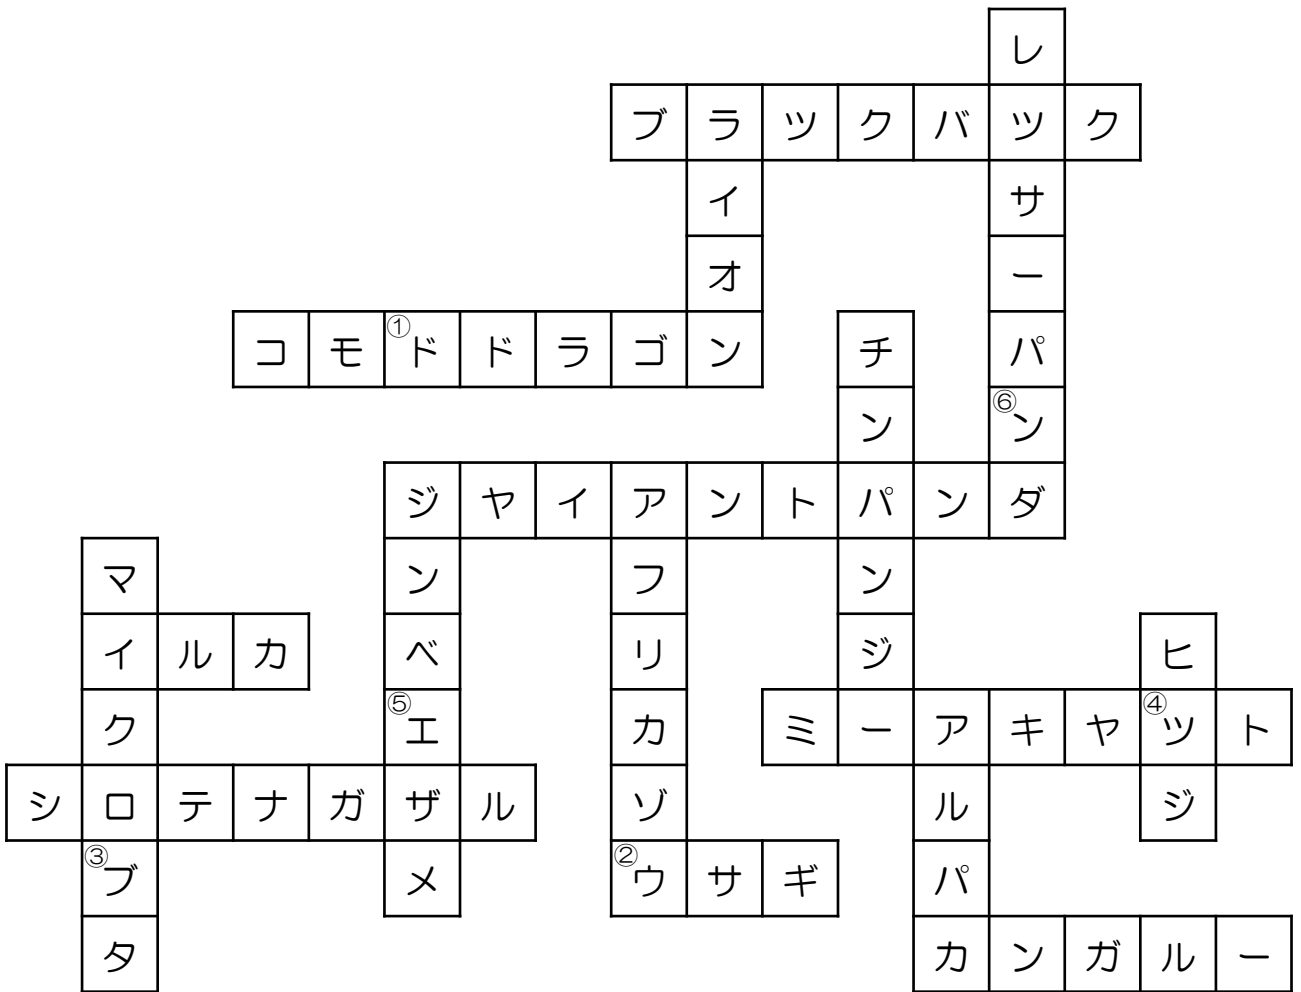 レ
ブラックバック
イ サ
オ ー
コモ①ドドラゴン チ パ
ン ⑥ン
ジャイアントパンダ
マ ン フ ン
イルカ ベ リ ジ ヒ
ク ⑤エ カ ミーアキャ④ット
シロテナガザル ゾ ル ジ
③ブ メ ②ウサギ パ
タ カンガルー